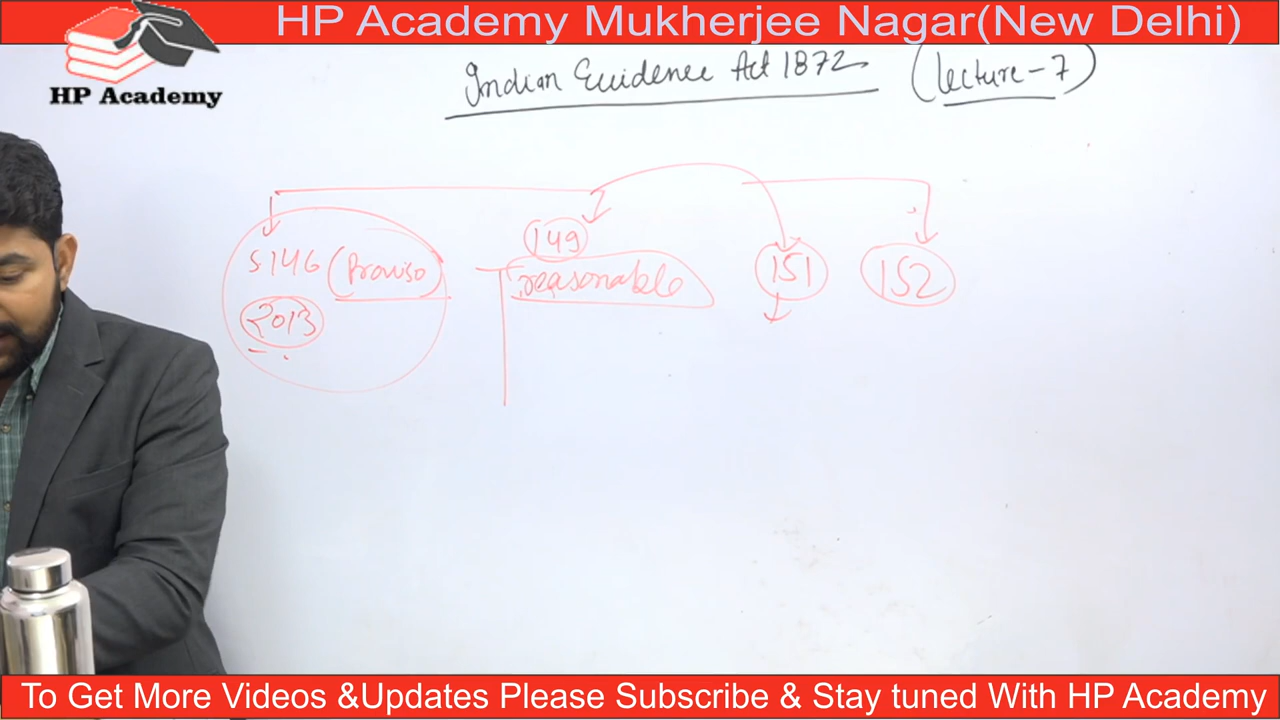 HP Academy Mukherjee Nagar(New Delhi)
HP Academy
Indian Evidence Act 1872 (Lecture-7)
S146 (Proviso)
2013
149
reasonable
151
152
To Get More Videos &Updates Please Subscribe & Stay tuned With HP Academy